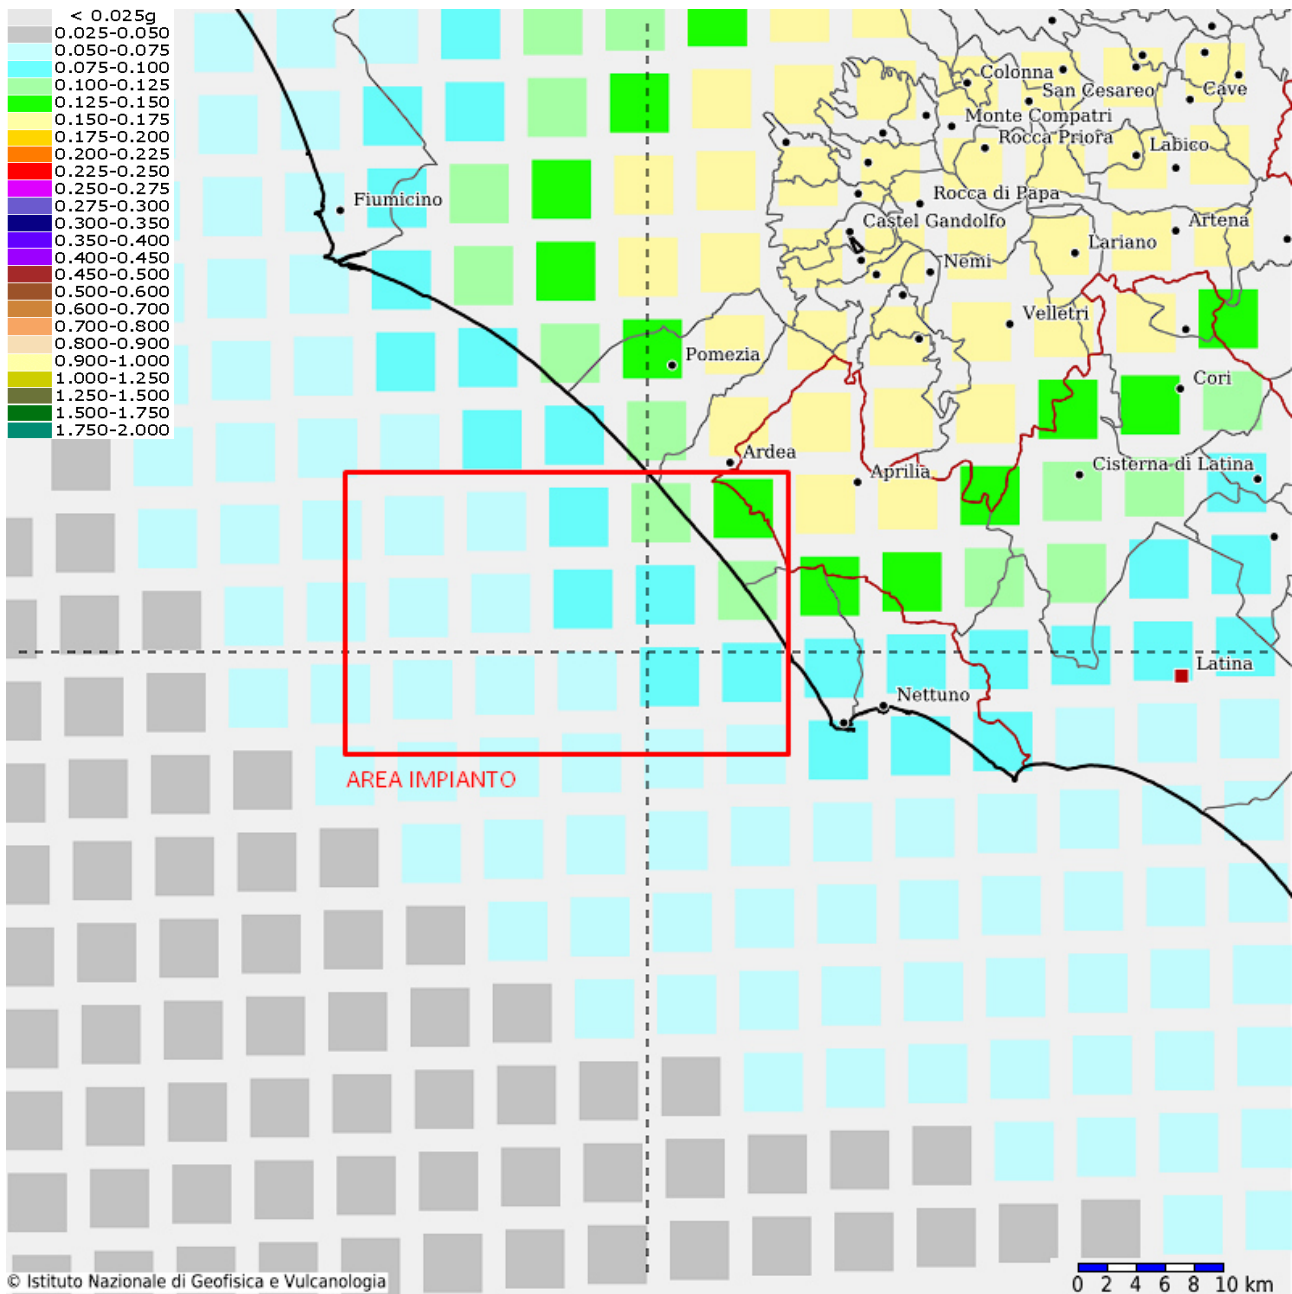 < 0.025g
0.025-0.050
0.050-0.075
0.075-0.100
0.100-0.125
0.125-0.150
0.150-0.175
0.175-0.200
0.200-0.225
0.225-0.250
0.250-0.275
0.275-0.300
0.300-0.350
0.350-0.400
0.400-0.450
0.450-0.500
0.500-0.600
0.600-0.700
0.700-0.800
0.800-0.900
0.900-1.000
1.000-1.250
1.250-1.500
1.500-1.750
1.750-2.000
Colonna
San Cesareo
Cave
Monte Compatri
Rocca Priora
Labico
Fiumicino
Rocca di Papa
Castel Gandolfo
Artena
Lariano
Nemi
Velletri
Pomezia
Cori
Ardea
Aprilia
Cisterna di Latina
Latina
Nettuno
AREA IMPIANTO
© Istituto Nazionale di Geofisica e Vulcanologia
0 2 4 6 8 10 km